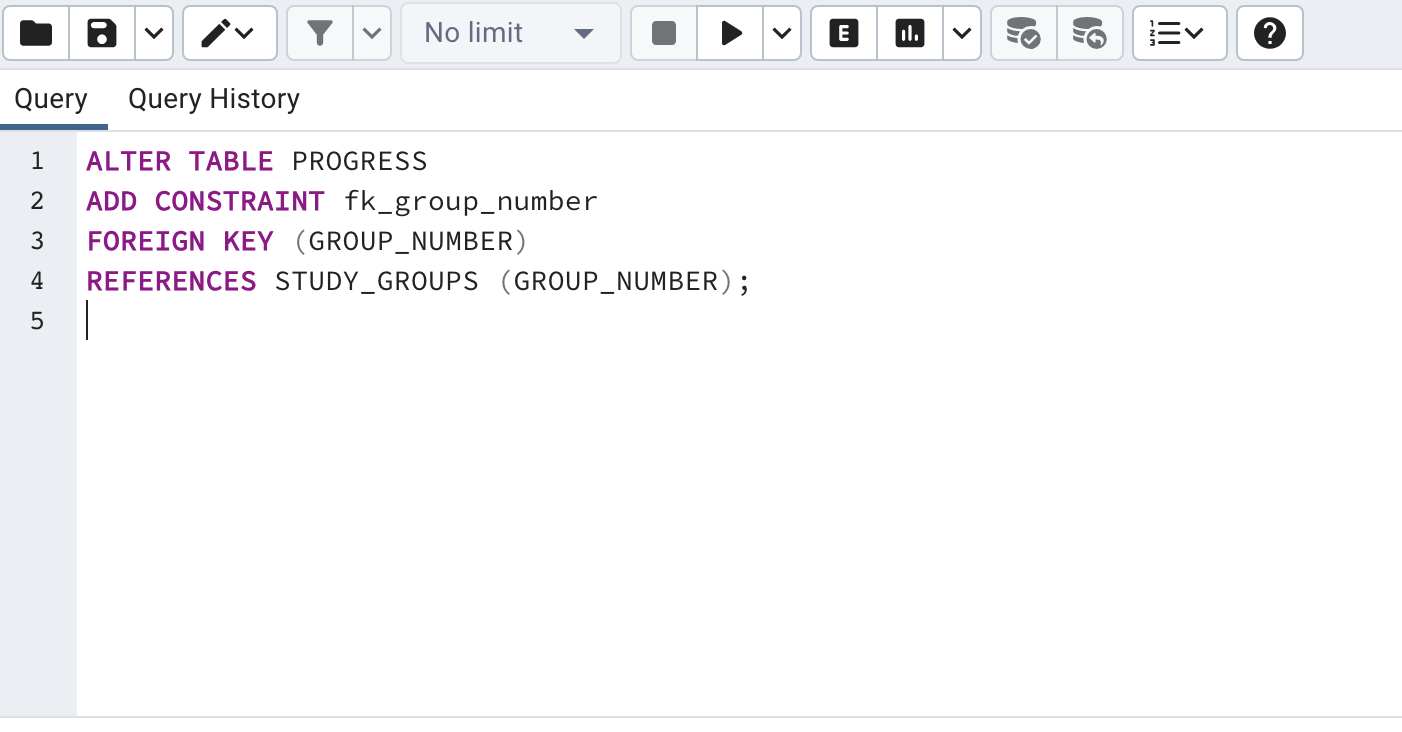 No limit
E
Query Query History
1 ALTER TABLE PROGRESS
2 ADD CONSTRAINT fk_group_number
3 FOREIGN KEY (GROUP_NUMBER)
4 REFERENCES STUDY_GROUPS (GROUP_NUMBER);
5